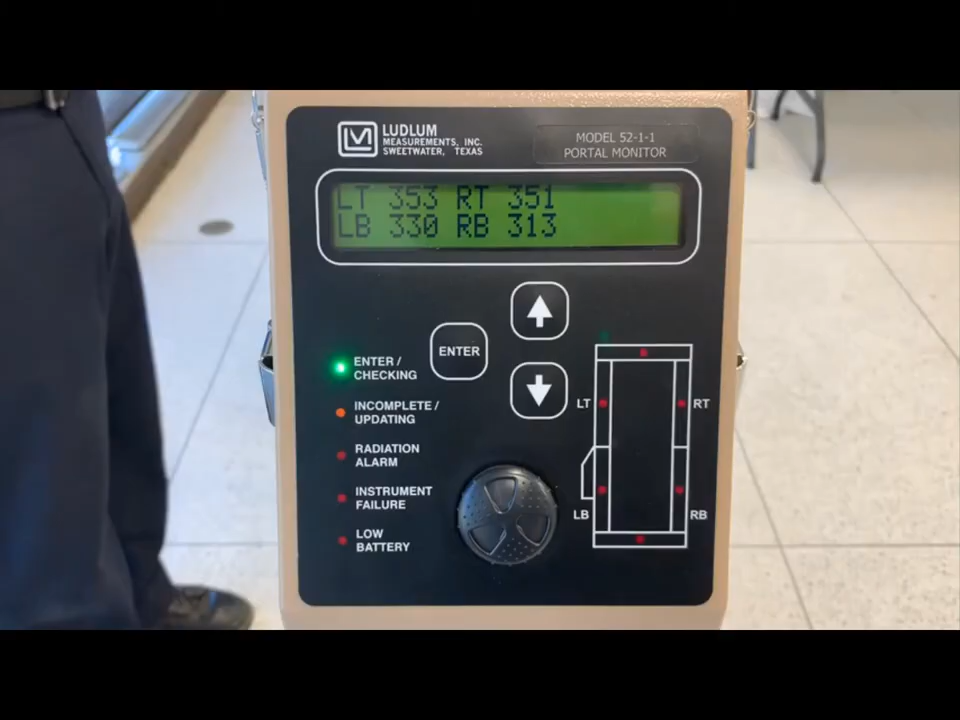 LUDLUM
MEASUREMENTS, INC.
SWEETWATER, TEXAS
MODEL 52-1-1
PORTAL MONITOR
LT 353 RT 351
LB 330 RB 313
ENTER
ENTER /
CHECKING
INCOMPLETE /
UPDATING
RADIATION
ALARM
INSTRUMENT
FAILURE
LOW
BATTERY
LT
RT
LB
RB